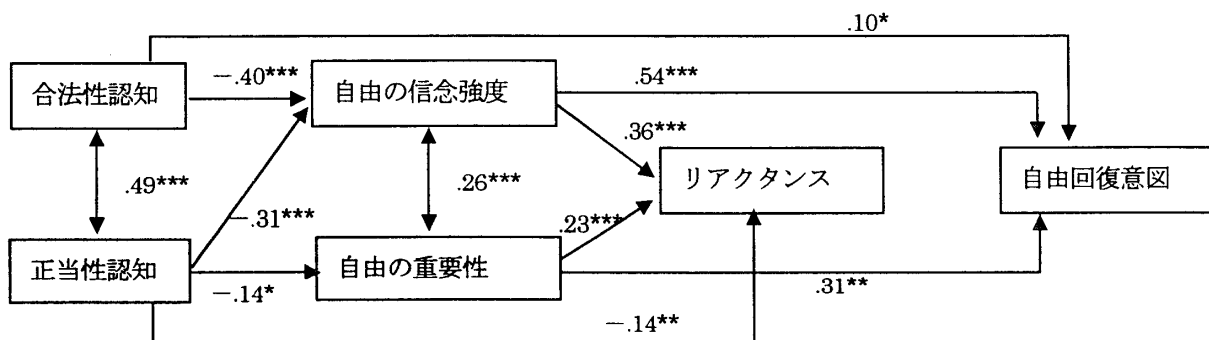 .10*
合法性認知
−.40***
自由の信念強度
.54***
.36***
リアクタンス
自由回復意図
.49***
.26***
−.31***
.23***
正当性認知
自由の重要性
−.14*
.31**
−.14**